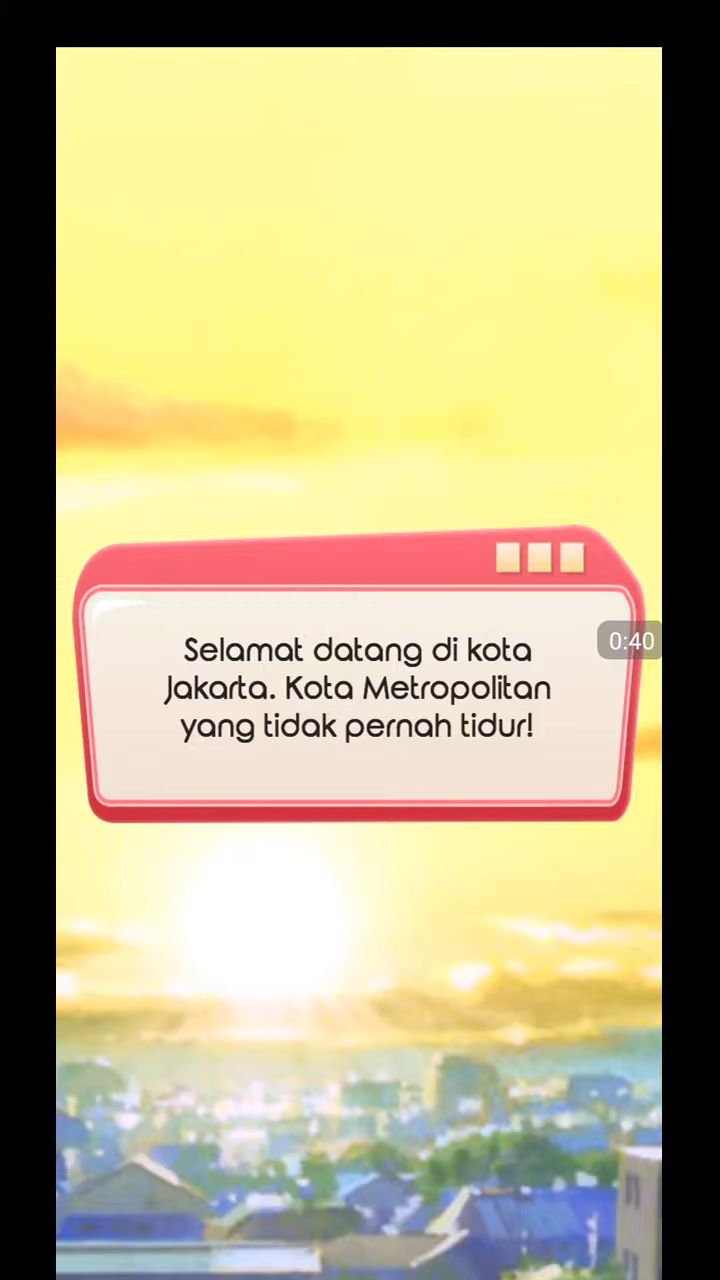 Selamat datang di kota
Jakarta. Kota Metropolitan
yang tidak pernah tidur!
0:40